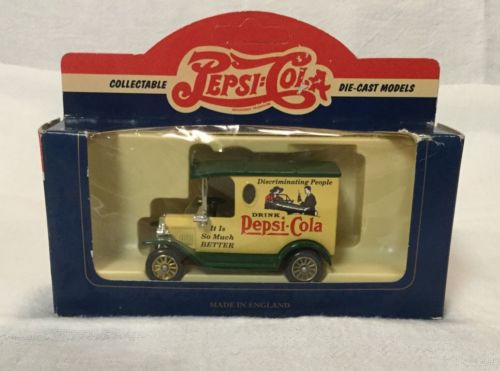 PEPSI-COLA
COLLECTABLE
DIE-CAST MODELS
Discriminating People
DRINK
Pepsi-Cola
It Is
So Much
BETTER
MADE IN ENGLAND